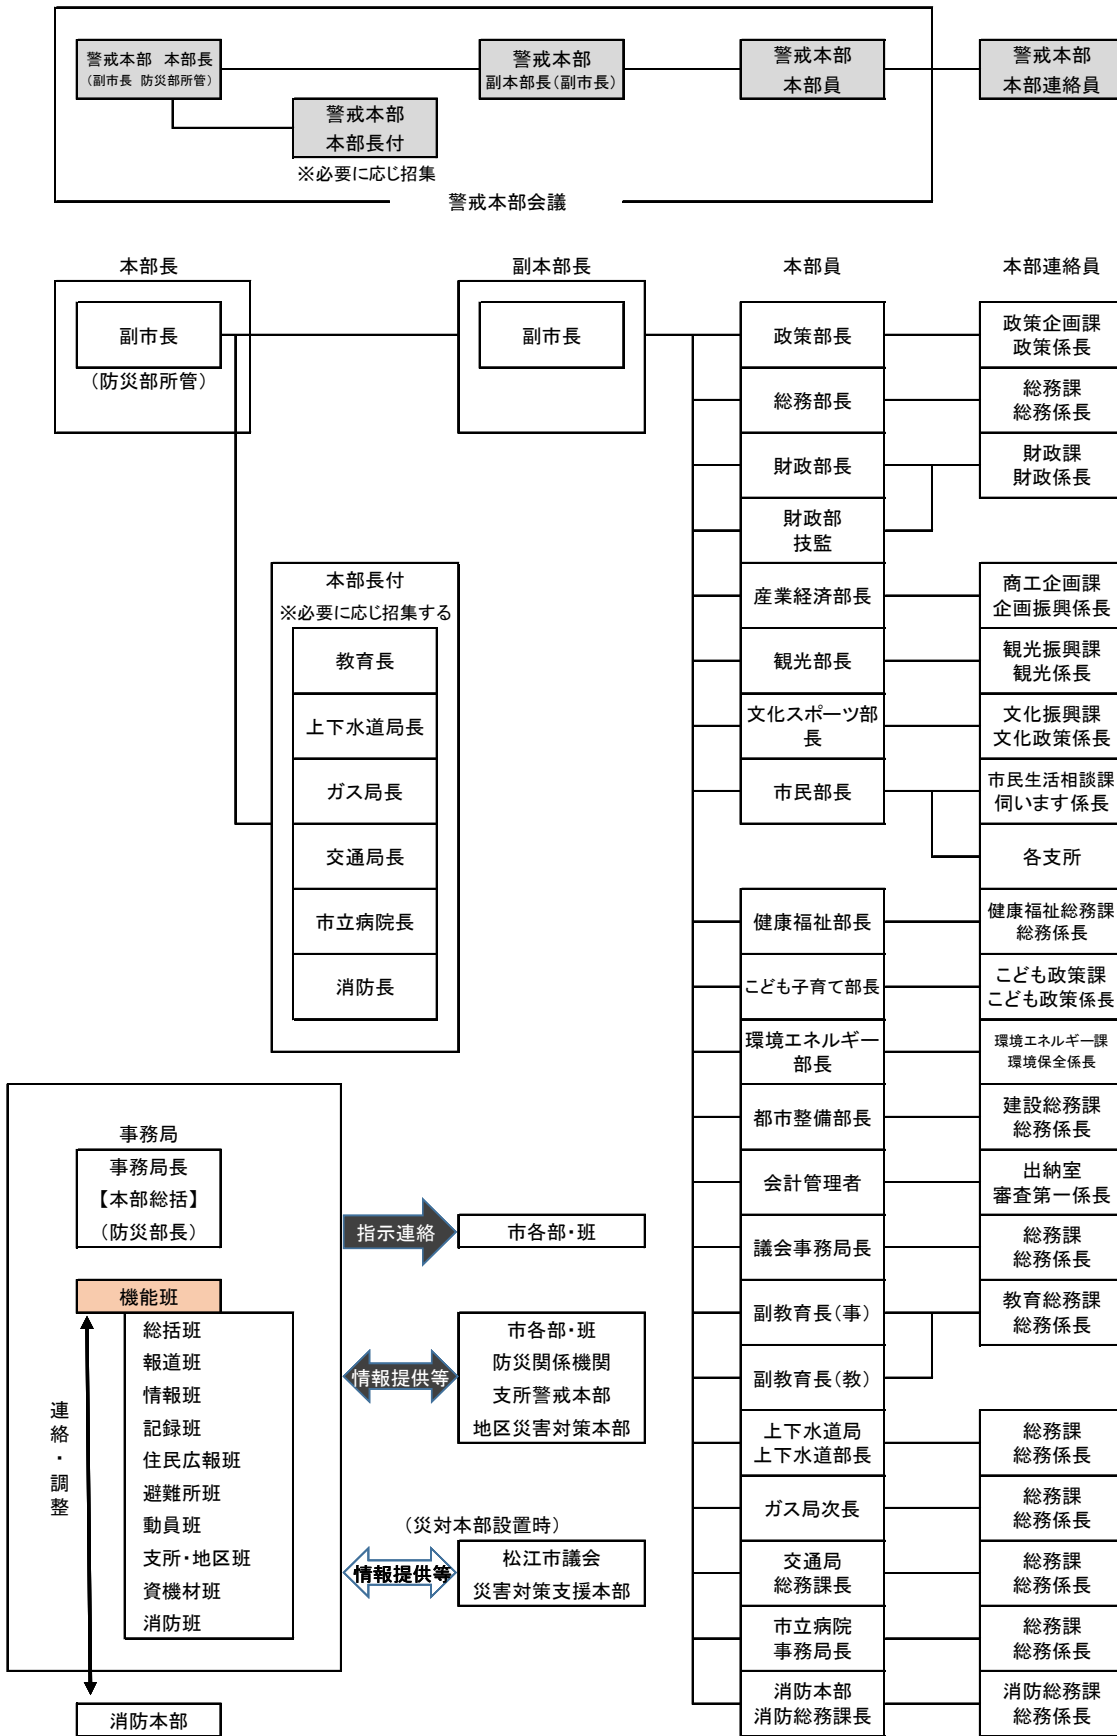 警戒本部 本部長
(副市長 防災部所管)
警戒本部
副本部長(副市長)
警戒本部
本部員
警戒本部
本部連絡員
警戒本部
本部長付
※必要に応じ招集
警戒本部会議
本部長
副本部長
本部員
本部連絡員
副市長
(防災部所管)
副市長
政策部長
政策企画課
政策係長
総務部長
総務課
総務係長
財政部長
財政課
財政係長
財政部
技監
本部長付
※必要に応じ招集する
教育長
上下水道局長
ガス局長
交通局長
市立病院長
消防長
産業経済部長
商工企画課
企画振興係長
観光部長
観光振興課
観光係長
文化スポーツ部
長
文化振興課
文化政策係長
市民部長
市民生活相談課
伺います係長
各支所
健康福祉部長
健康福祉総務課
総務係長
こども子育て部長
こども政策課
こども政策係長
環境エネルギー
部長
環境エネルギー課
環境保全係長
都市整備部長
建設総務課
総務係長
会計管理者
出納室
審査第一係長
議会事務局長
総務課
総務係長
副教育長(事)
教育総務課
総務係長
副教育長(教)
上下水道局
上下水道部長
総務課
総務係長
ガス局次長
総務課
総務係長
交通局
総務課長
総務課
総務係長
市立病院
事務局長
総務課
総務係長
消防本部
消防総務課長
消防総務課
総務係長
事務局
事務局長
【本部総括】
(防災部長)
機能班
総括班
報道班
情報班
記録班
住民広報班
避難所班
動員班
支所・地区班
資機材班
消防班
連絡・調整
消防本部
指示連絡
市各部・班
情報提供等
市各部・班
防災関係機関
支所警戒本部
地区災害対策本部
(災対本部設置時)
情報提供等
松江市議会
災害対策支援本部